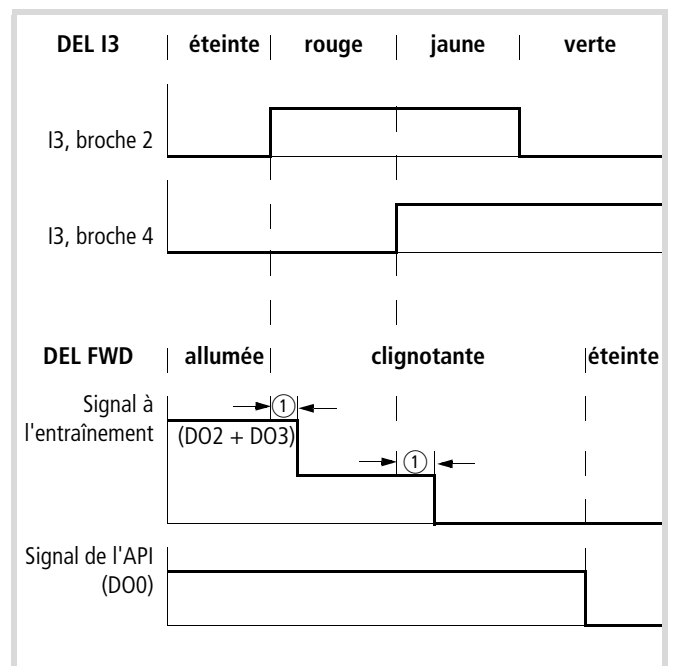 DEL I3 éteinte rouge jaune verte
I3, broche 2
I3, broche 4
DEL FWD allumée clignotante éteinte
Signal à
l'entraînement
①
(DO2 + DO3)
①
Signal de l'API
(DO0)